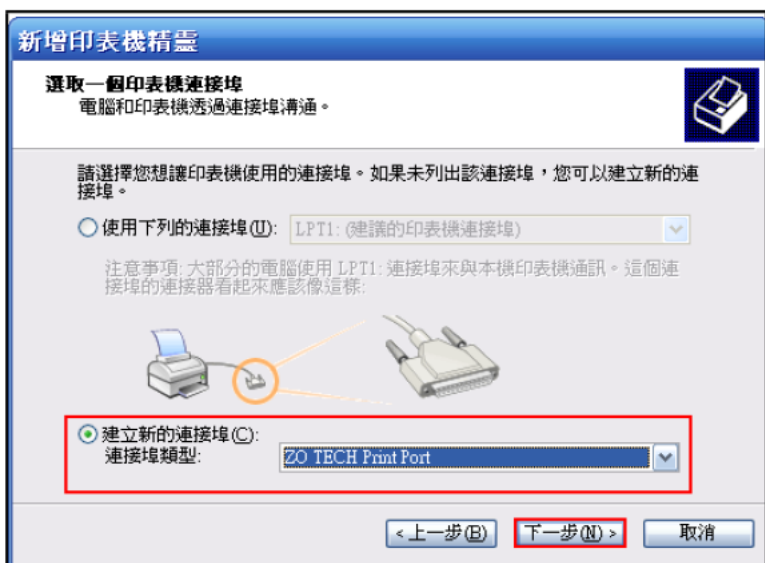 新增印表機精靈
選取一個印表機連接埠
電腦和印表機透過連接埠溝通。
請選擇您想讓印表機使用的連接埠。如果未列出該連接埠，您可以建立新的連
接埠。
使用下列的連接埠(U): LPT1: (建議的印表機連接埠)
注意事項: 大部分的電腦使用 LPT1: 連接埠來與本機印表機通訊。這個連
接埠的連接器看起來應該像這樣:
建立新的連接埠(C):
連接埠類型: ZO TECH Print Port
< 上一步(B) 下一步(N) > 取消